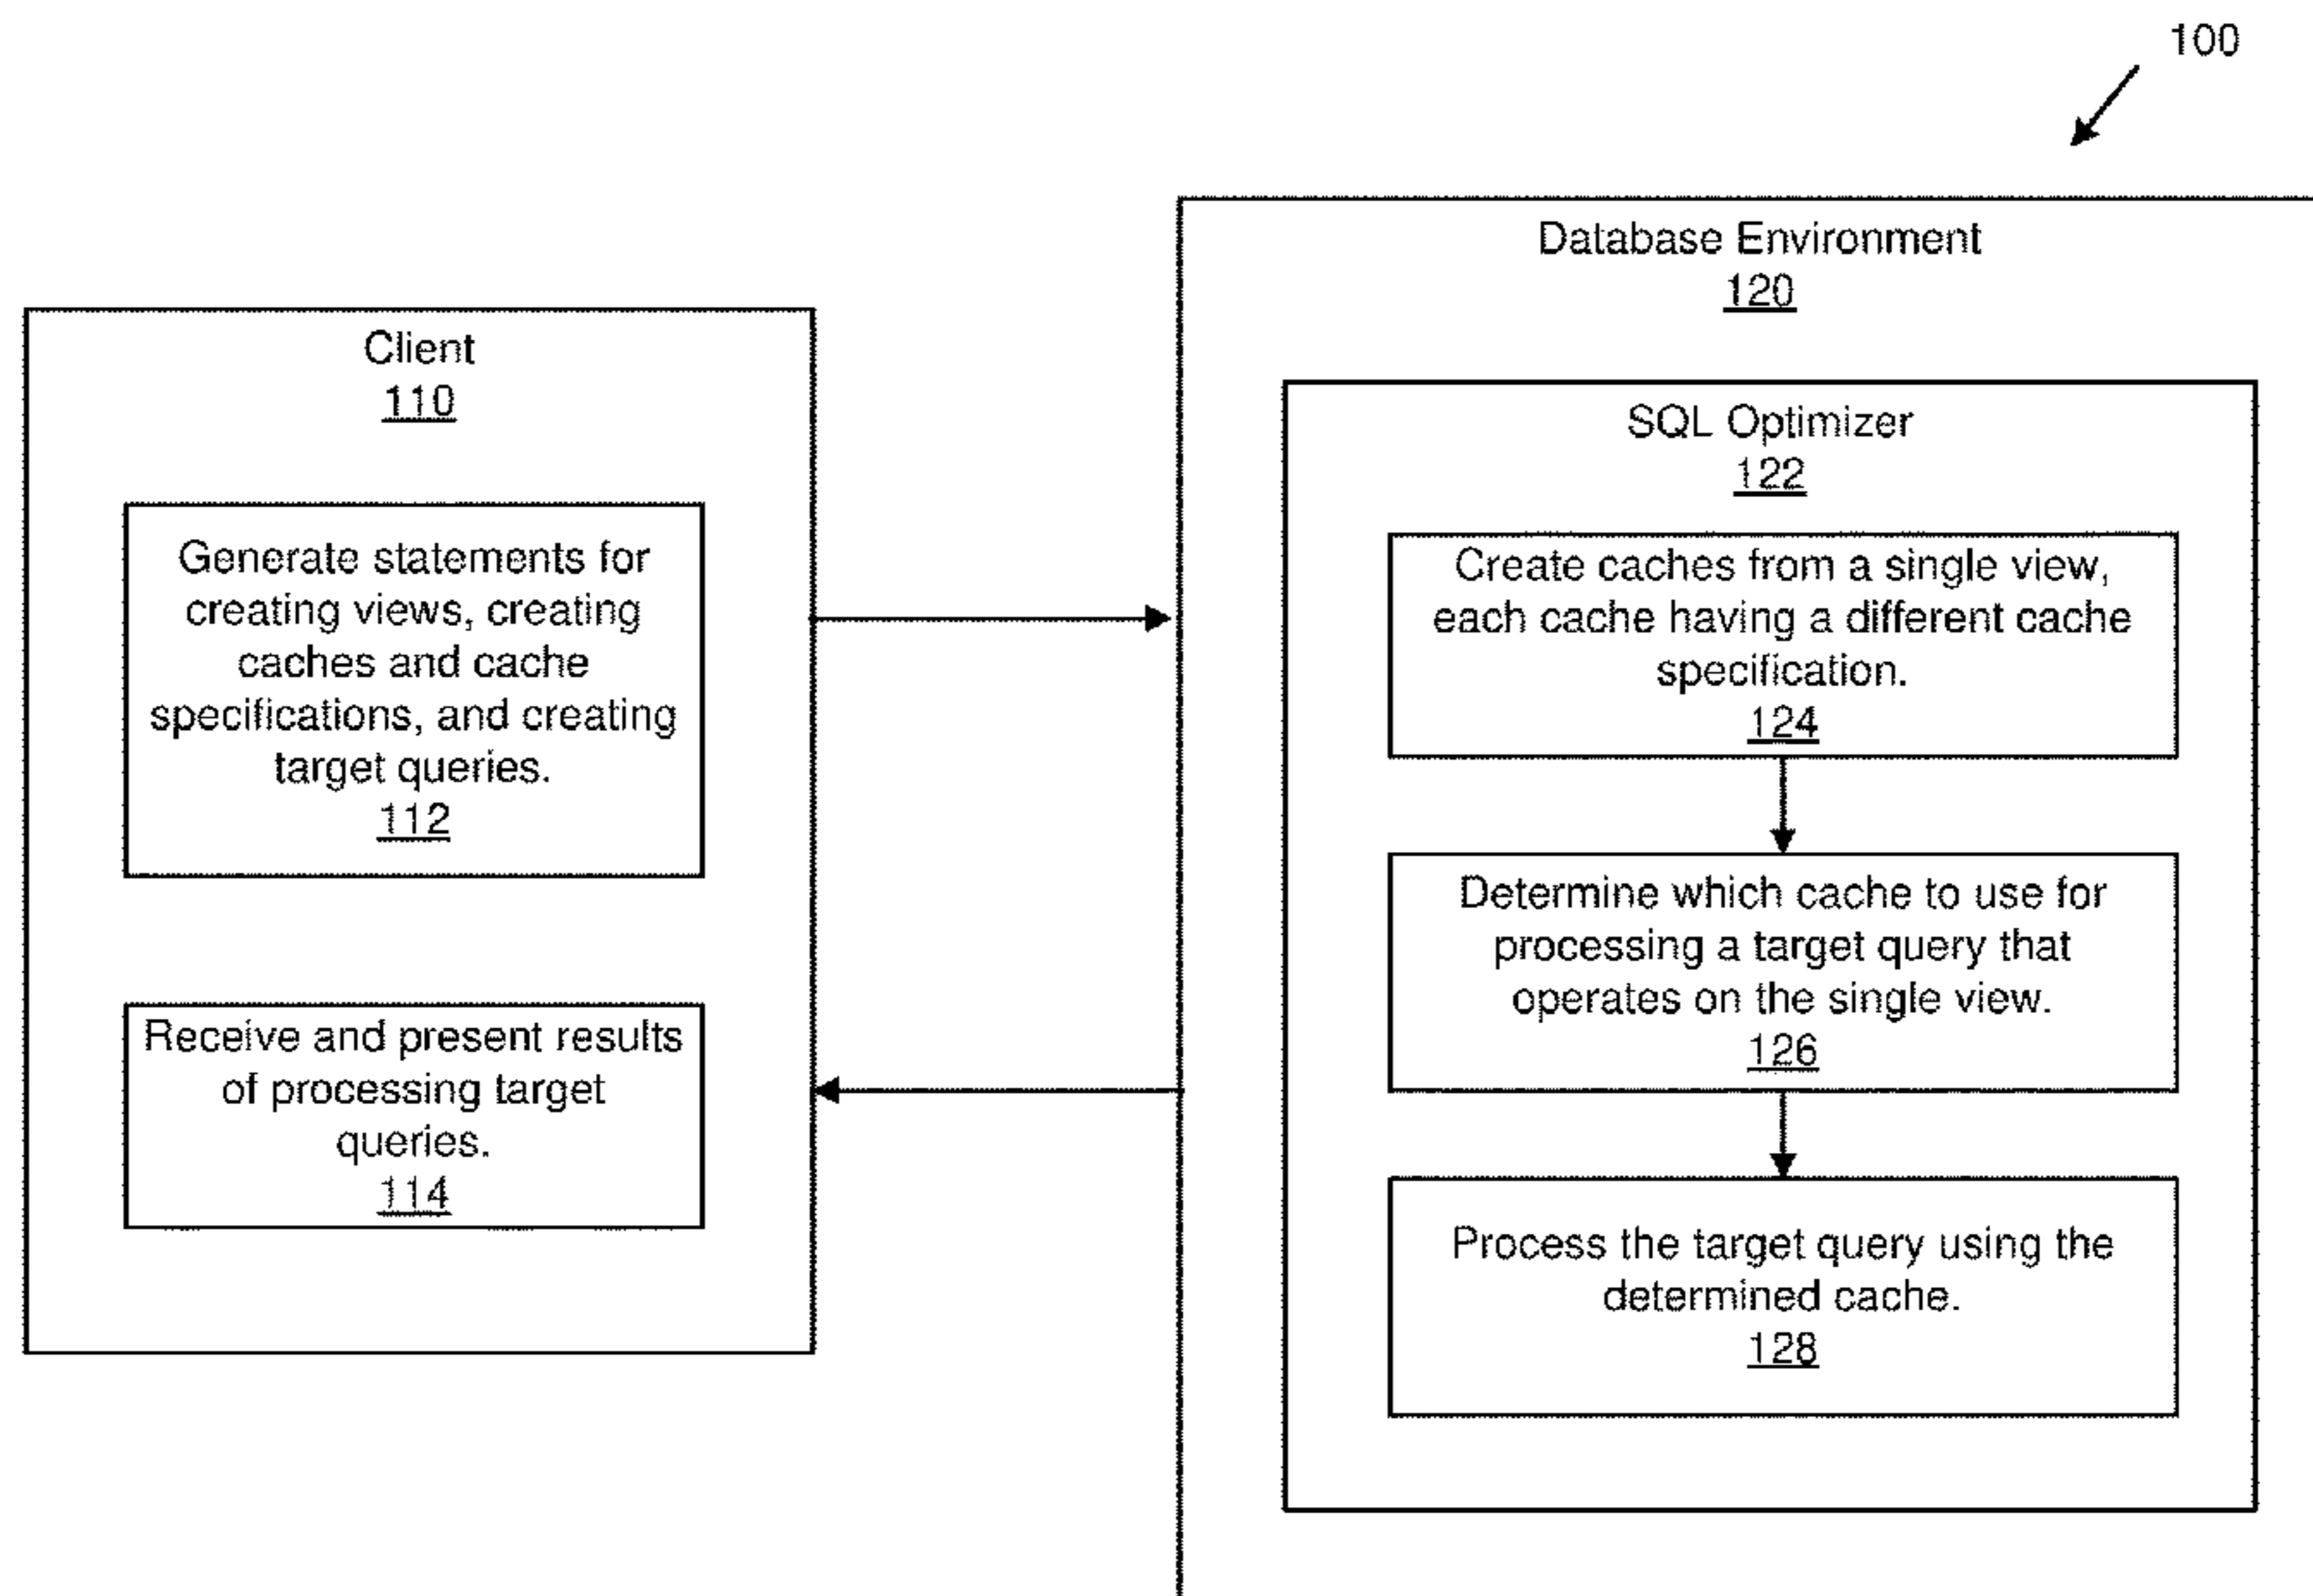 100
Client
110
Generate statements for
creating views, creating
caches and cache
specifications, and creating
target queries.
112
Receive and present results
of processing target
queries.
114
Database Environment
120
SQL Optimizer
122
Create caches from a single view,
each cache having a different cache
specification.
124
Determine which cache to use for
processing a target query that
operates on the single view.
126
Process the target query using the
determined cache.
128